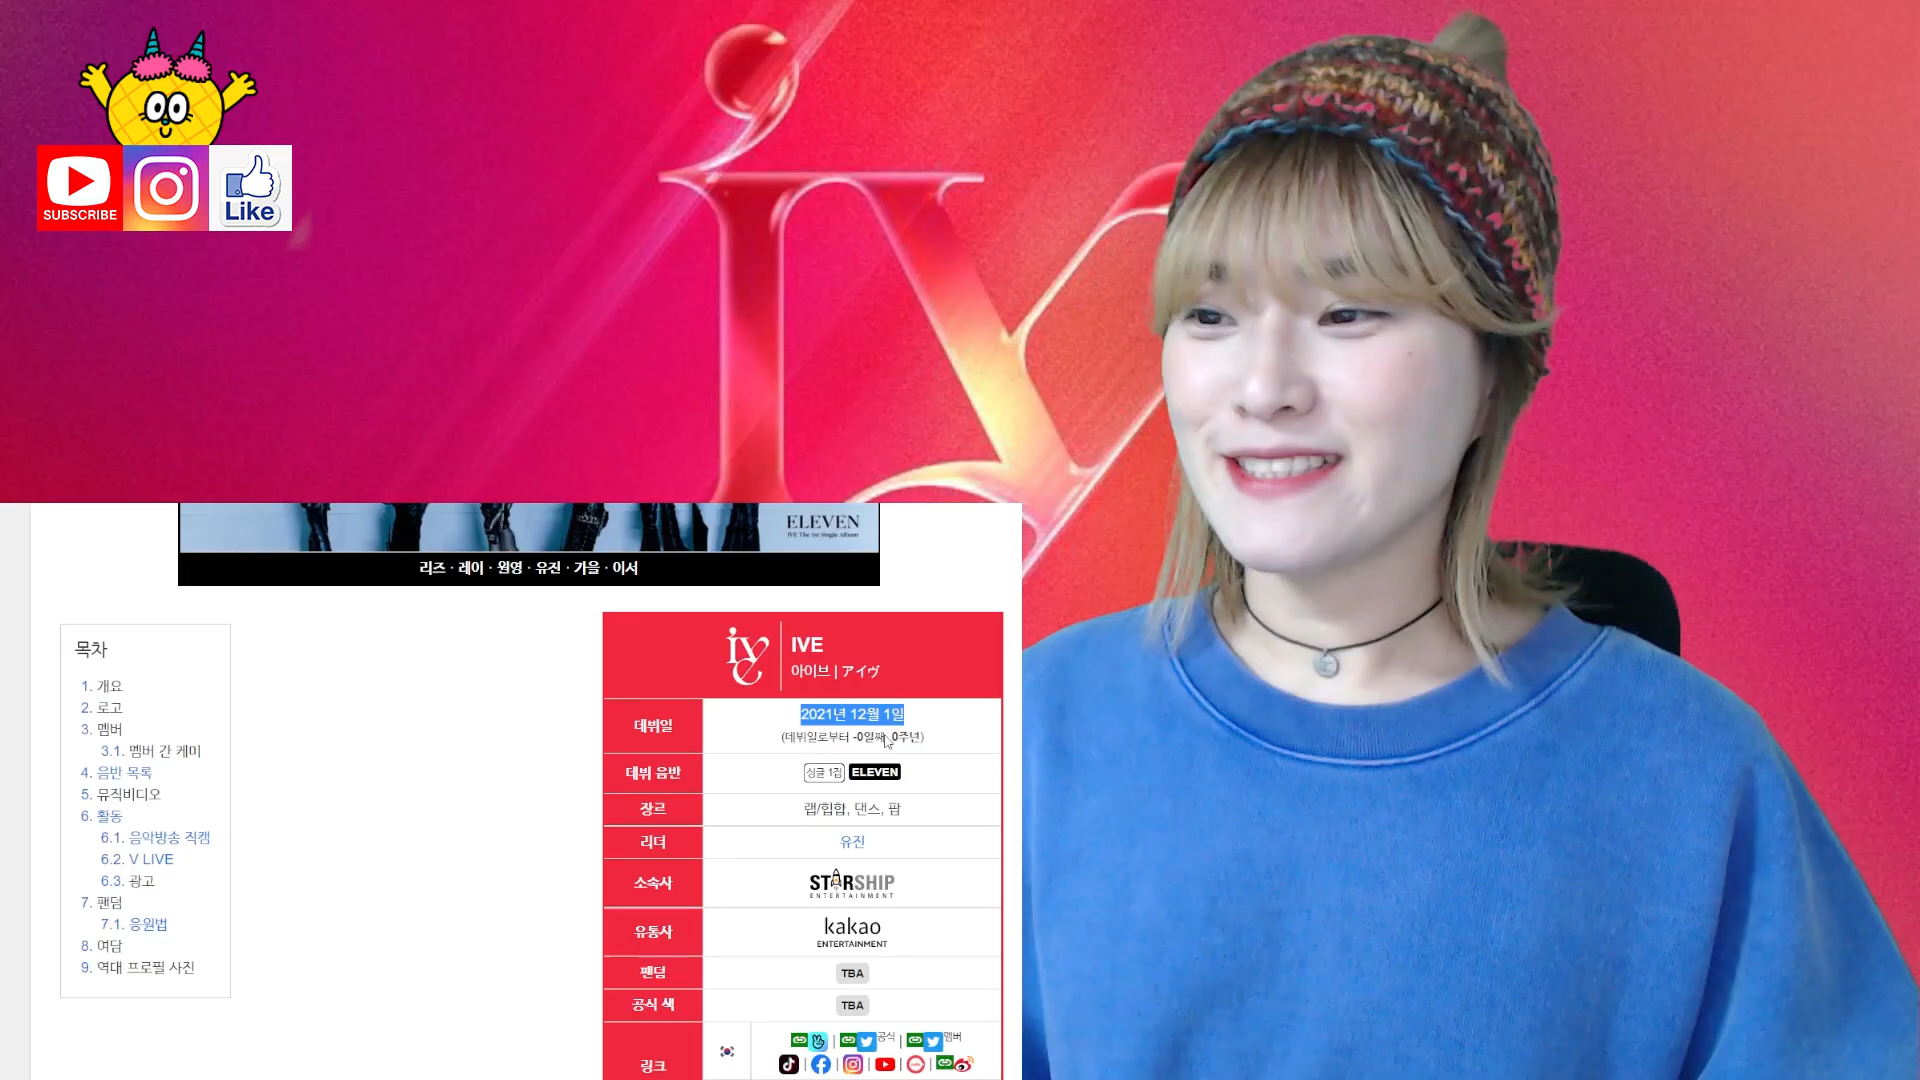 SUBSCRIBE
Like
IVE
ELEVEN
IVE The 1st Single Album
리즈 · 레이 · 원영 · 유진 · 가을 · 이서
목차
1. 개요
2. 로고
3. 멤버
3.1. 멤버 간 케미
4. 음반 목록
5. 뮤직비디오
6. 활동
6.1. 음악방송 직캠
6.2. V LIVE
6.3. 광고
7. 팬덤
7.1. 응원법
8. 여담
9. 역대 프로필 사진
ive
IVE
아이브 | アイヴ
데뷔일
2021년 12월 1일
(데뷔일로부터 -0일째, 0주년)
데뷔 음반
싱글 1집 ELEVEN
장르
랩/힙합, 댄스, 팝
리더
유진
소속사
STARSHIP
ENTERTAINMENT
유통사
kakao
ENTERTAINMENT
팬덤
TBA
공식 색
TBA
링크
| 공식 | 멤버
| | | | |